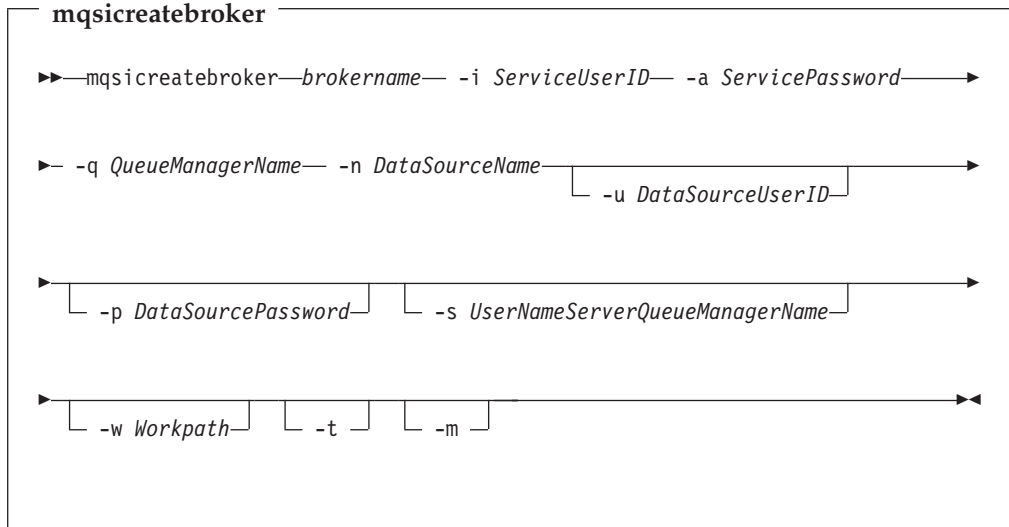 mqsicreatebroker
mqsicreatebroker brokername -i ServiceUserID -a ServicePassword
-q QueueManagerName -n DataSourceName
-u DataSourceUserID
-p DataSourcePassword -s UserNameServerQueueManagerName
-w Workpath -t -m